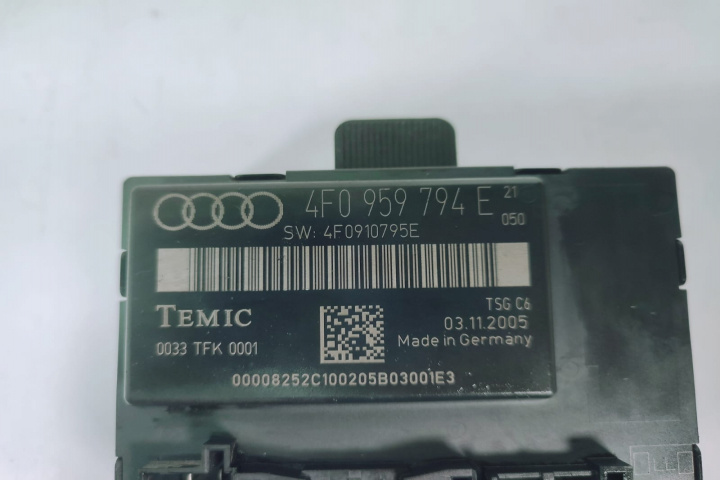 4F0 959 794 E 21
050
SW: 4F0910795E
TEMIC
TSG C6
03.11.2005
0033 TFK 0001
Made in Germany
00008252C100205B03001E3